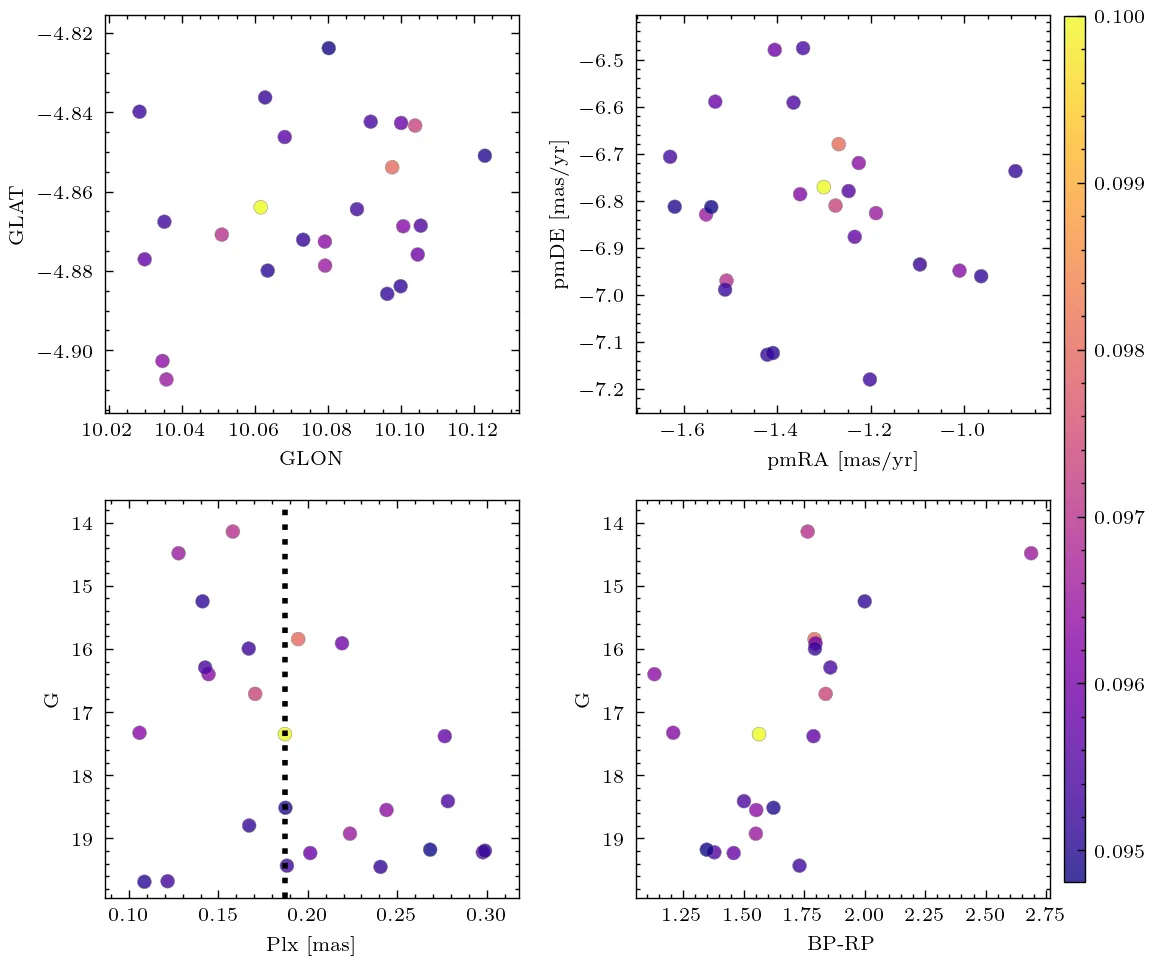 −4.82
−4.84
−4.86
−4.88
−4.90
GLAT
10.02 10.04 10.06 10.08 10.10 10.12
GLON
−6.5
−6.6
−6.7
−6.8
−6.9
−7.0
−7.1
−7.2
pmDE [mas/yr]
−1.6 −1.4 −1.2 −1.0
pmRA [mas/yr]
0.100
0.099
0.098
0.097
0.096
0.095
14
15
16
17
18
19
G
0.10 0.15 0.20 0.25 0.30
Plx [mas]
14
15
16
17
18
19
G
1.25 1.50 1.75 2.00 2.25 2.50 2.75
BP-RP